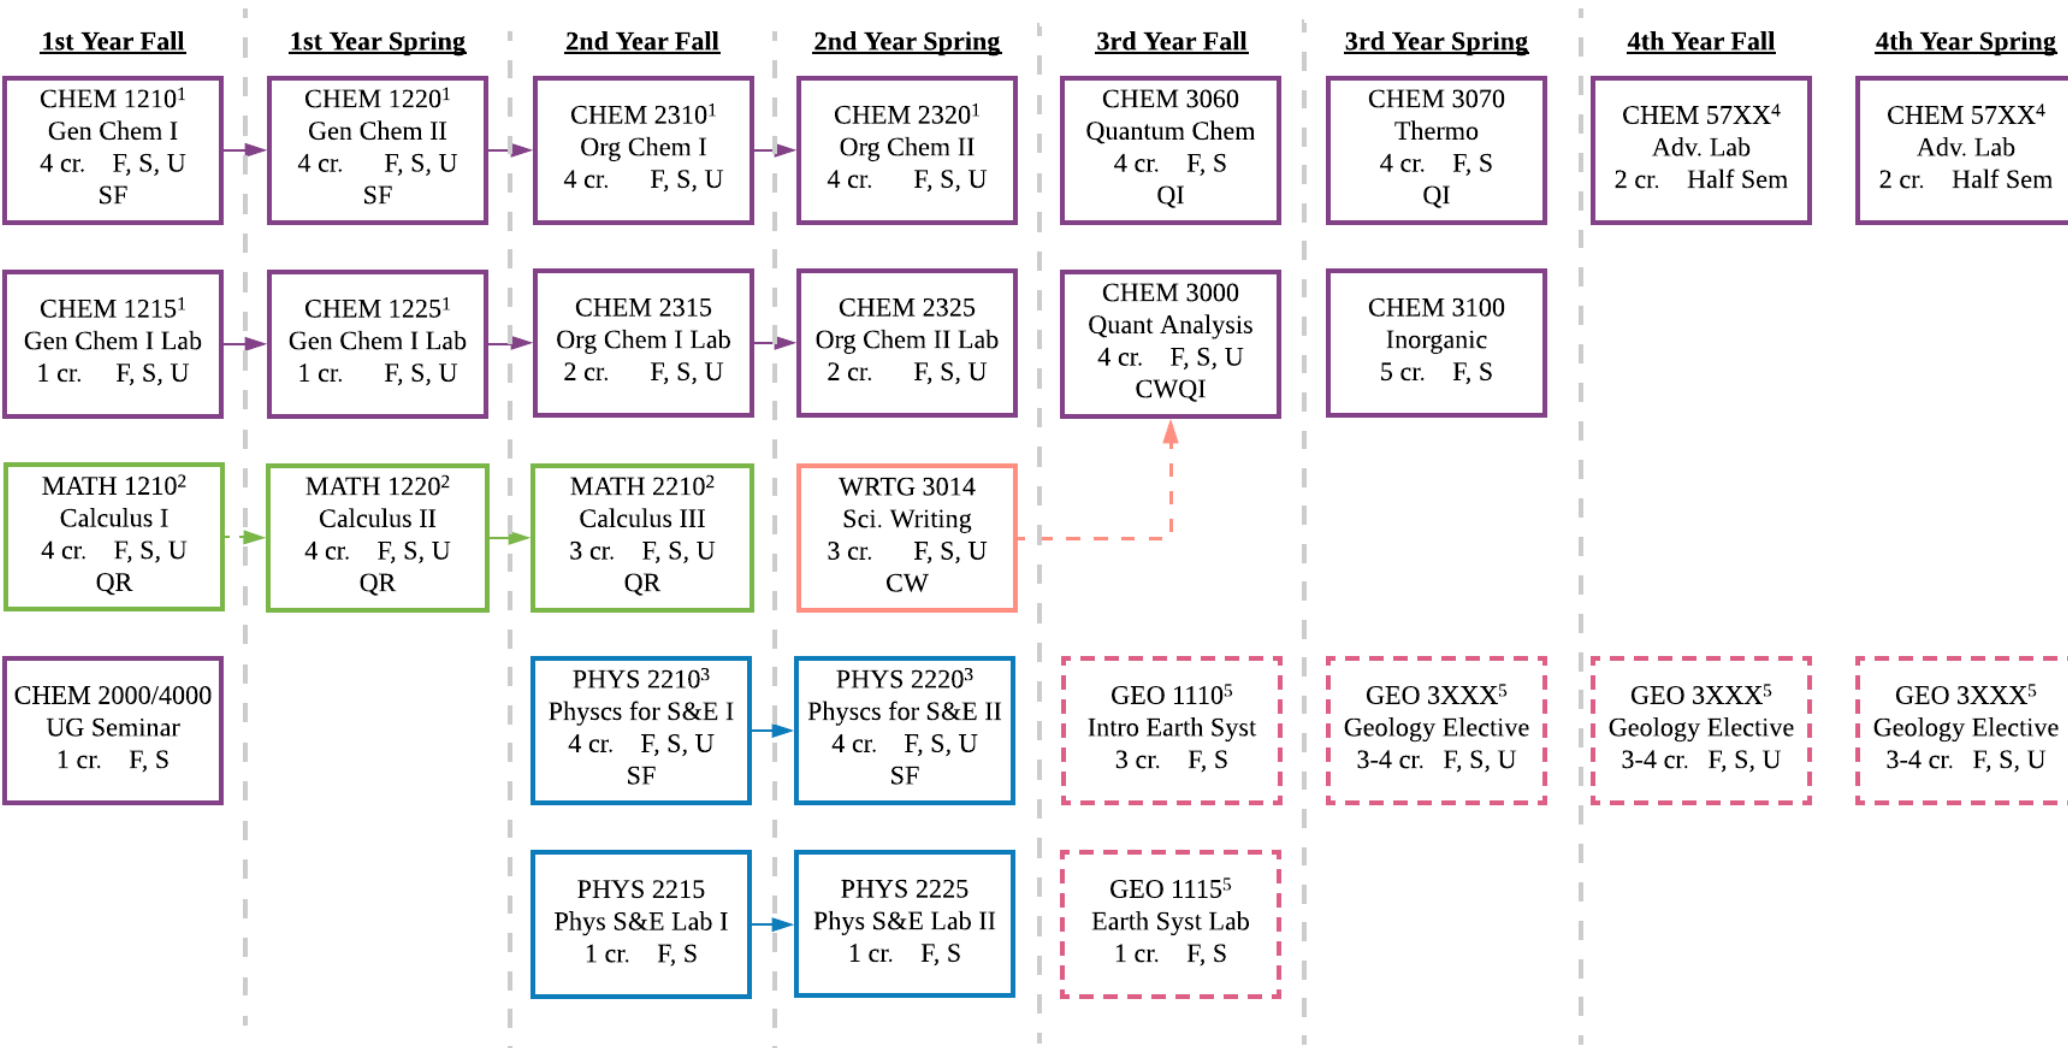 1st Year Fall
1st Year Spring
2nd Year Fall
2nd Year Spring
3rd Year Fall
3rd Year Spring
4th Year Fall
4th Year Spring
CHEM 1210¹
Gen Chem I
4 cr. F, S, U
SF
CHEM 1220¹
Gen Chem II
4 cr. F, S, U
SF
CHEM 2310¹
Org Chem I
4 cr. F, S, U
CHEM 2320¹
Org Chem II
4 cr. F, S, U
CHEM 3060
Quantum Chem
4 cr. F, S
QI
CHEM 3070
Thermo
4 cr. F, S
QI
CHEM 57XX⁴
Adv. Lab
2 cr. Half Sem
CHEM 57XX⁴
Adv. Lab
2 cr. Half Sem
CHEM 1215¹
Gen Chem I Lab
1 cr. F, S, U
CHEM 1225¹
Gen Chem I Lab
1 cr. F, S, U
CHEM 2315
Org Chem I Lab
2 cr. F, S, U
CHEM 2325
Org Chem II Lab
2 cr. F, S, U
CHEM 3000
Quant Analysis
4 cr. F, S, U
CWQI
CHEM 3100
Inorganic
5 cr. F, S
MATH 1210²
Calculus I
4 cr. F, S, U
QR
MATH 1220²
Calculus II
4 cr. F, S, U
QR
MATH 2210²
Calculus III
3 cr. F, S, U
QR
WRTG 3014
Sci. Writing
3 cr. F, S, U
CW
CHEM 2000/4000
UG Seminar
1 cr. F, S
PHYS 2210³
Physcs for S&E I
4 cr. F, S, U
SF
PHYS 2220³
Physcs for S&E II
4 cr. F, S, U
SF
GEO 1110⁵
Intro Earth Syst
3 cr. F, S
GEO 3XXX⁵
Geology Elective
3-4 cr. F, S, U
GEO 3XXX⁵
Geology Elective
3-4 cr. F, S, U
GEO 3XXX⁵
Geology Elective
3-4 cr. F, S, U
PHYS 2215
Phys S&E Lab I
1 cr. F, S
PHYS 2225
Phys S&E Lab II
1 cr. F, S
GEO 1115⁵
Earth Syst Lab
1 cr. F, S